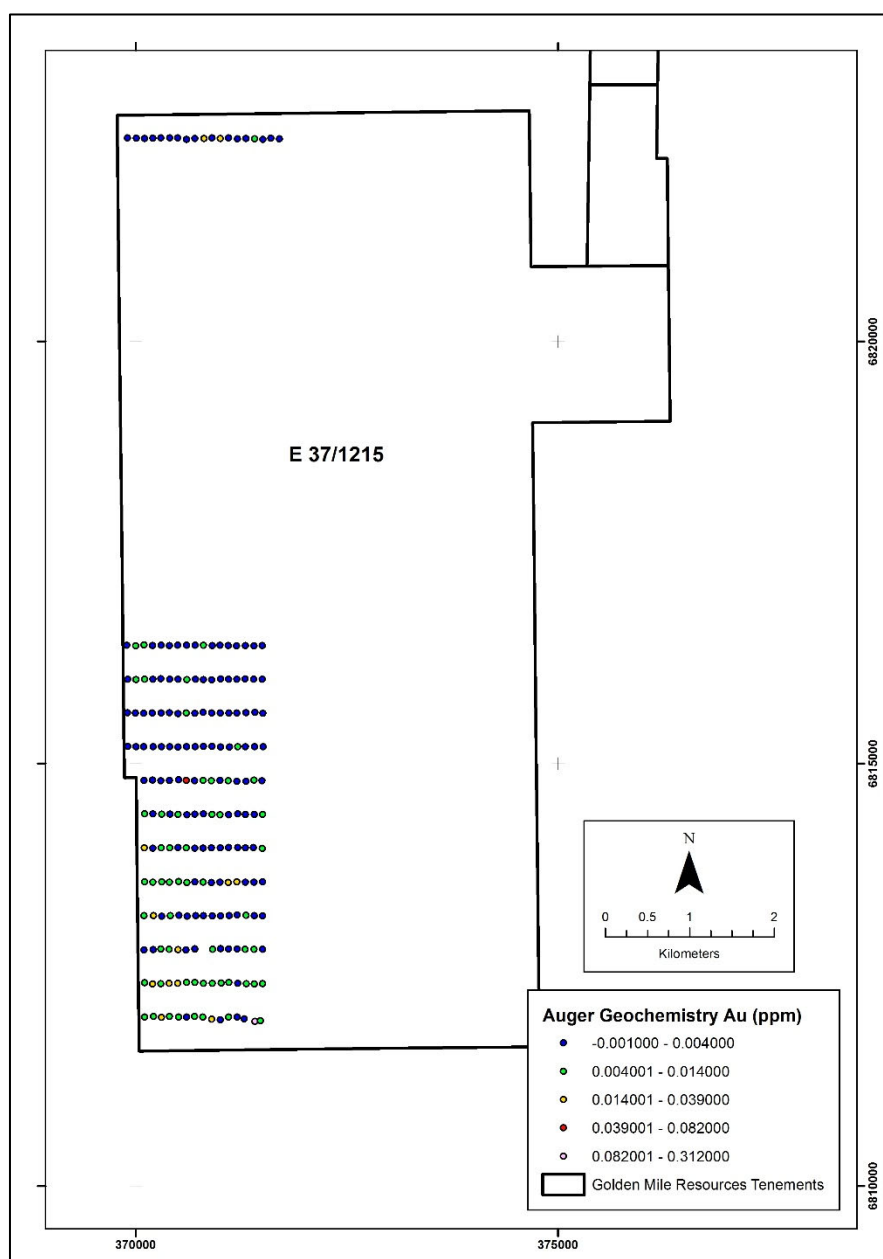 6820000
E 37/1215
6815000
N
0 0.5 1 2
Kilometers
Auger Geochemistry Au (ppm)
-0.001000 - 0.004000
0.004001 - 0.014000
0.014001 - 0.039000
0.039001 - 0.082000
0.082001 - 0.312000
Golden Mile Resources Tenements
6810000
370000 375000